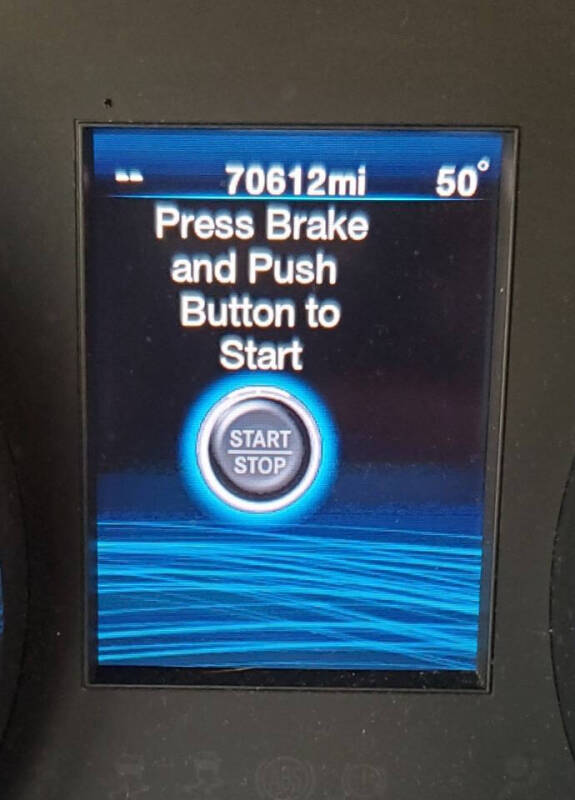 -- 70612mi 50°
Press Brake
and Push
Button to
Start
START
STOP